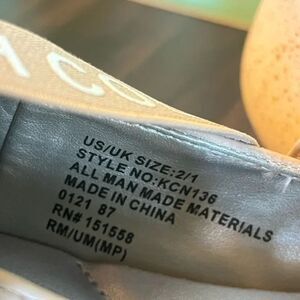 A CO
US/UK SIZE:2/1
STYLE NO:KCN136
ALL MAN MADE MATERIALS
MADE IN CHINA
0121 87
RN# 151558
RM/UM(MP)